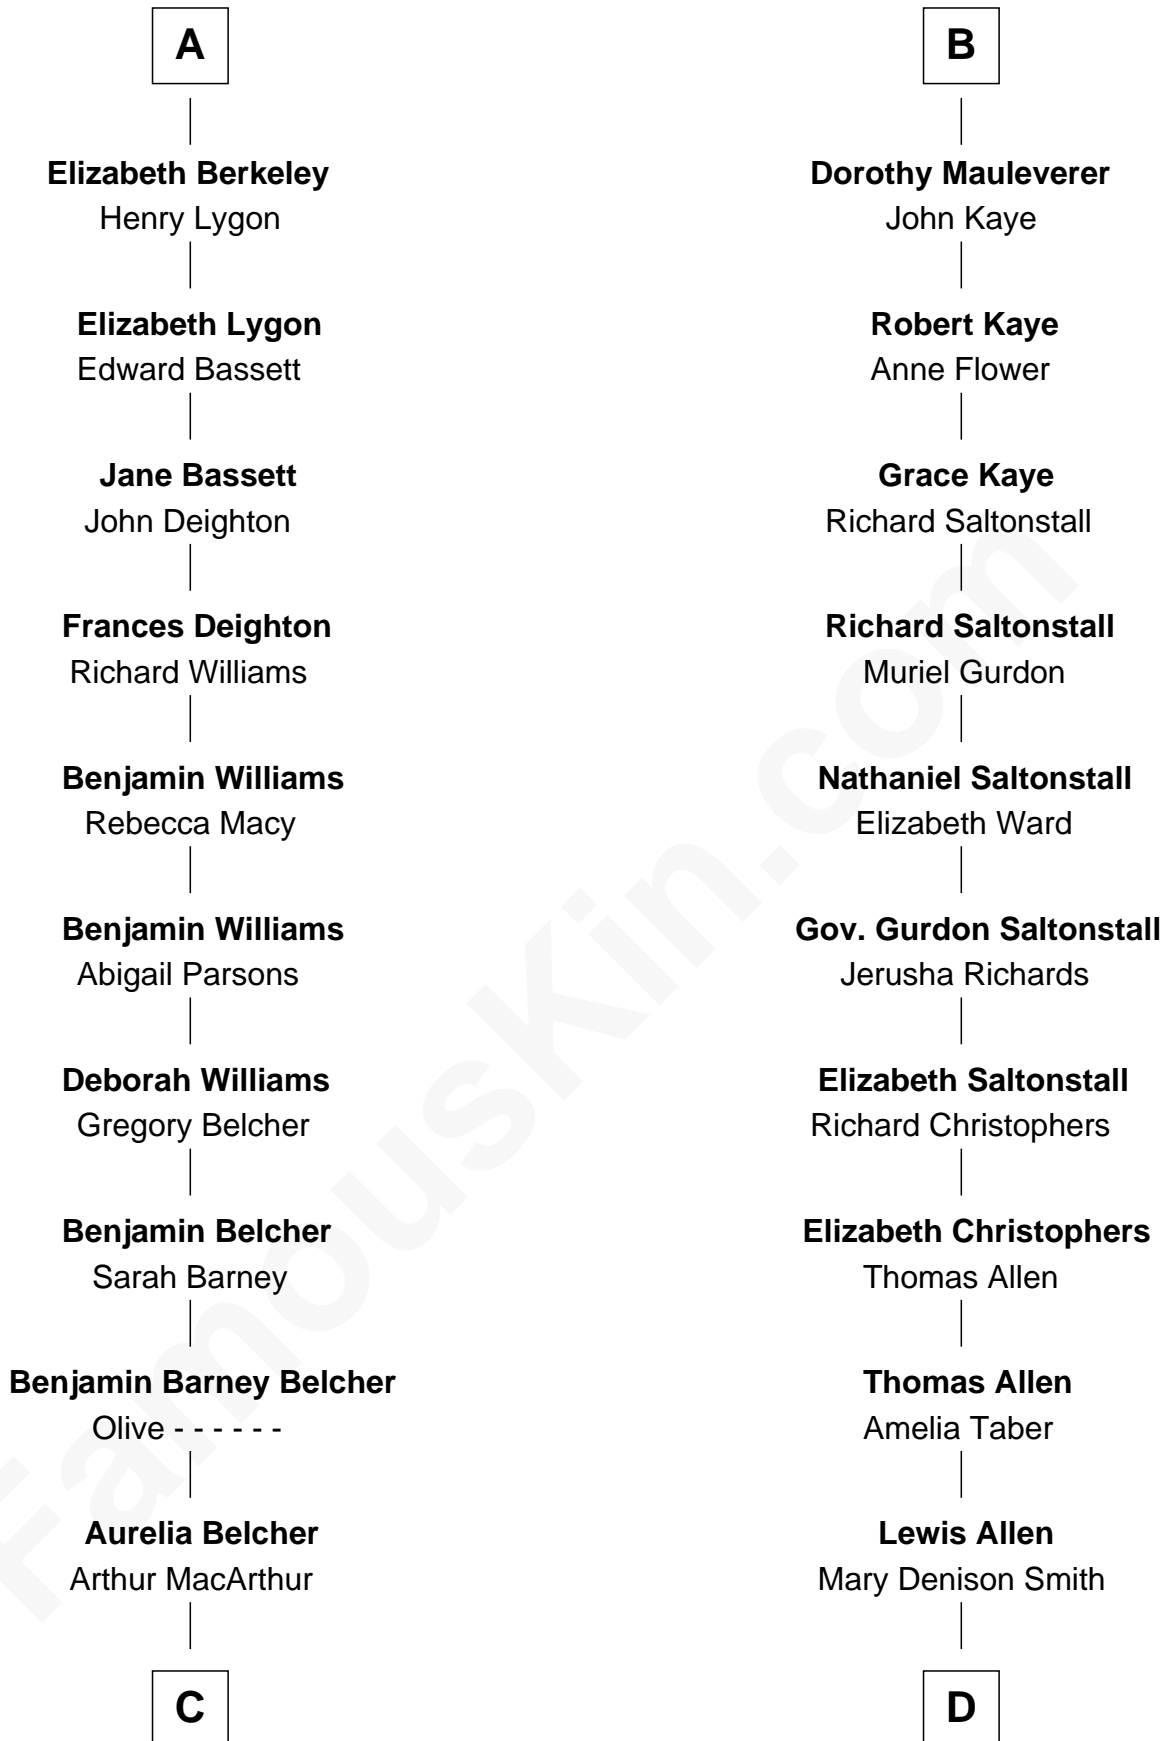 A
Elizabeth Berkeley
Henry Lygon
Elizabeth Lygon
Edward Bassett
Jane Bassett
John Deighton
Frances Deighton
Richard Williams
Benjamin Williams
Rebecca Macy
Benjamin Williams
Abigail Parsons
Deborah Williams
Gregory Belcher
Benjamin Belcher
Sarah Barney
Benjamin Barney Belcher
Olive - - - - - -
Aurelia Belcher
Arthur MacArthur
C
B
Dorothy Mauleverer
John Kaye
Robert Kaye
Anne Flower
Grace Kaye
Richard Saltonstall
Richard Saltonstall
Muriel Gurdon
Nathaniel Saltonstall
Elizabeth Ward
Gov. Gurdon Saltonstall
Jerusha Richards
Elizabeth Saltonstall
Richard Christophers
Elizabeth Christophers
Thomas Allen
Thomas Allen
Amelia Taber
Lewis Allen
Mary Denison Smith
D
FamousKin.com